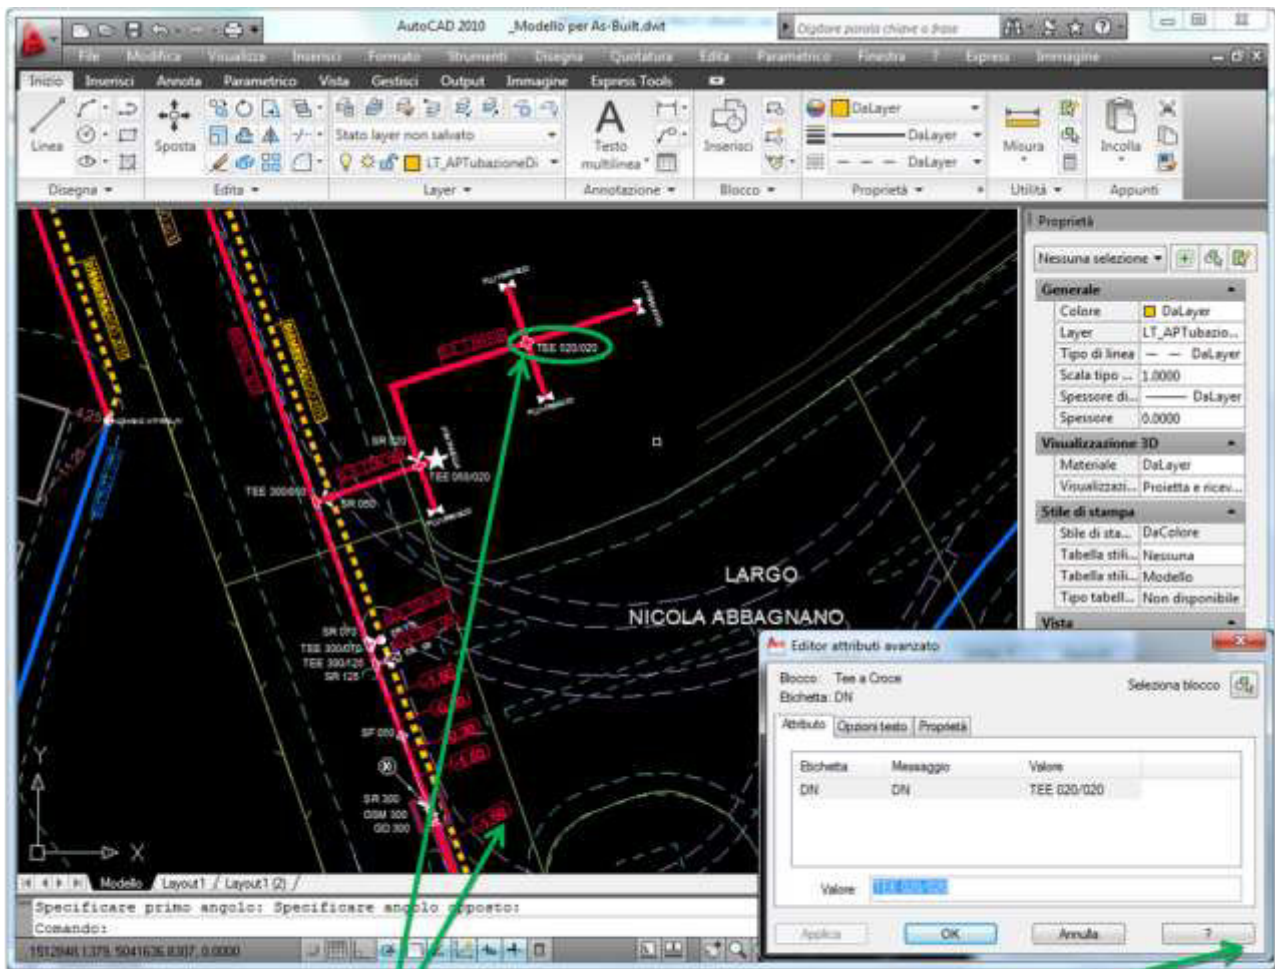 AutoCAD 2010 _Modello per As-Built.dwt
Digitare parola chiave o frase
File Modifica Visualizza Inserisci Formato Strumenti Disegna Quotatura Edita Parametrico Finestra ? Express Immagine
Inizio Inserisci Annota Parametrico Vista Gestisci Output Immagine Express Tools
Linea
Sposta
Stato layer non salvato
LT_APTubazioneDi
A
Testo
multilinea
Inserisci
DaLayer
DaLayer
DaLayer
Misura
Incolla
Disegna
Edita
Layer
Annotazione
Blocco
Proprietà
Utilità
Appunti
Proprietà
Nessuna selezione
Generale
Colore DaLayer
Layer LT_APTubazio...
Tipo di linea DaLayer
Scala tipo ... 1.0000
Spessore di... DaLayer
Spessore 0.0000
Visualizzazione 3D
Materiale DaLayer
Visualizzazi... Proietta e ricev...
Stile di stampa
Stile di sta... DaColore
Tabella stili... Nessuna
Tabella stili... Modello
Tipo tabell... Non disponibile
Vista
TEE 020/020
SR 020
TEE 050/020
TEE 300/050
SR 050
LARGO
NICOLA ABBAGNANO
SR 070
TEE 300/070
TEE 300/125
SR 125
SF 050
SR 300
GSM 300
GD 300
Y
X
Editor attributi avanzato
Blocco: Tee a Croce
Etichetta: DN
Seleziona blocco
Attributo Opzioni testo Proprietà
Etichetta Messaggio Valore
DN DN TEE 020/020
Valore TEE 020/020
Applica OK Annulla ?
Modello Layout1 Layout1 (2)
Specificare primo angolo: Specificare angolo opposto:
Comando: